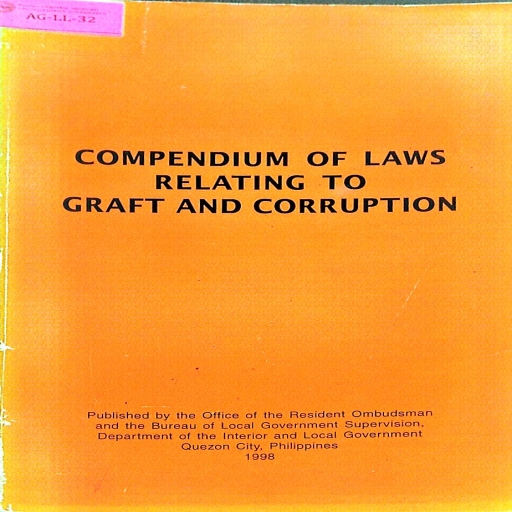 AG-LL-32
COMPENDIUM OF LAWS
RELATING TO
GRAFT AND CORRUPTION
Published by the Office of the Resident Ombudsman
and the Bureau of Local Government Supervision,
Department of the Interior and Local Government
Quezon City, Philippines
1998